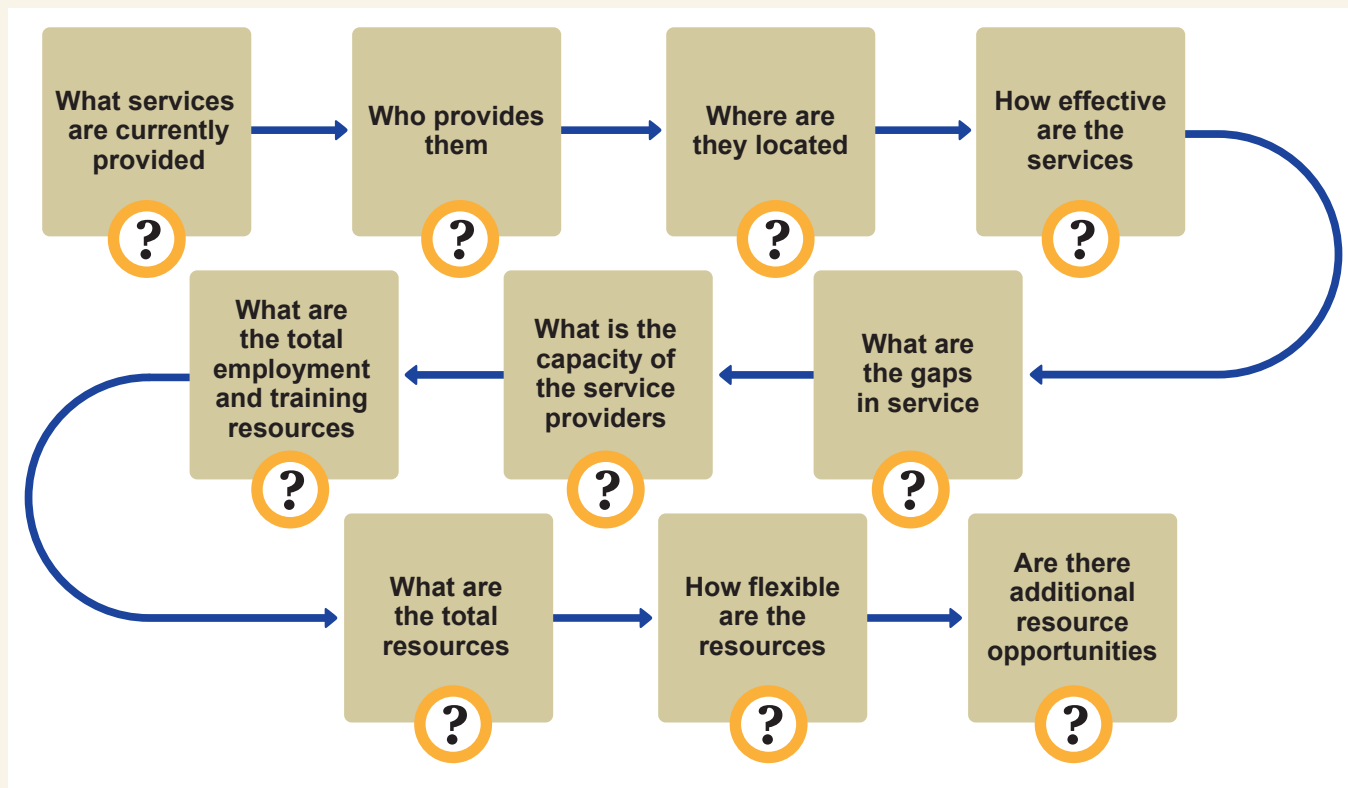 What services
are currently
provided
?
Who provides
them
?
Where are
they located
?
How effective
are the
services
?
What are
the gaps
in service
?
What is the
capacity of
the service
providers
?
What are
the total
employment
and training
resources
?
What are
the total
resources
?
How flexible
are the
resources
?
Are there
additional
resource
opportunities
?